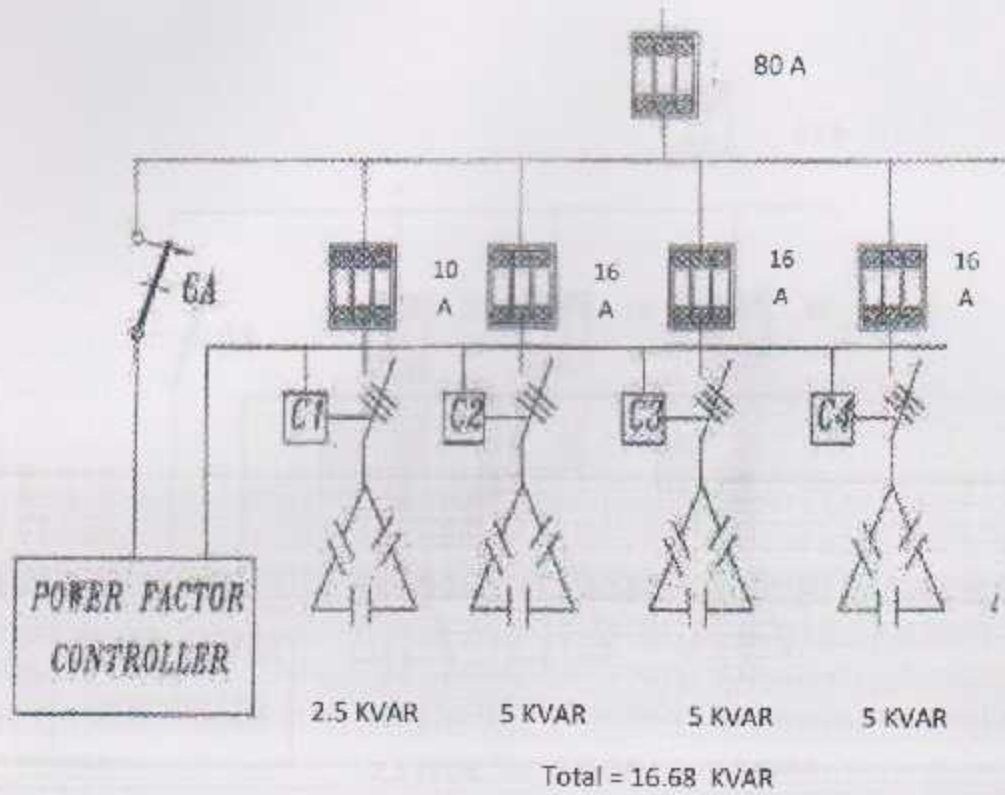 80 A
6A
10
A
16
A
16
A
16
A
C1
C2
C3
C4
POWER FACTOR
CONTROLLER
2.5 KVAR
5 KVAR
5 KVAR
5 KVAR
Total = 16.68 KVAR